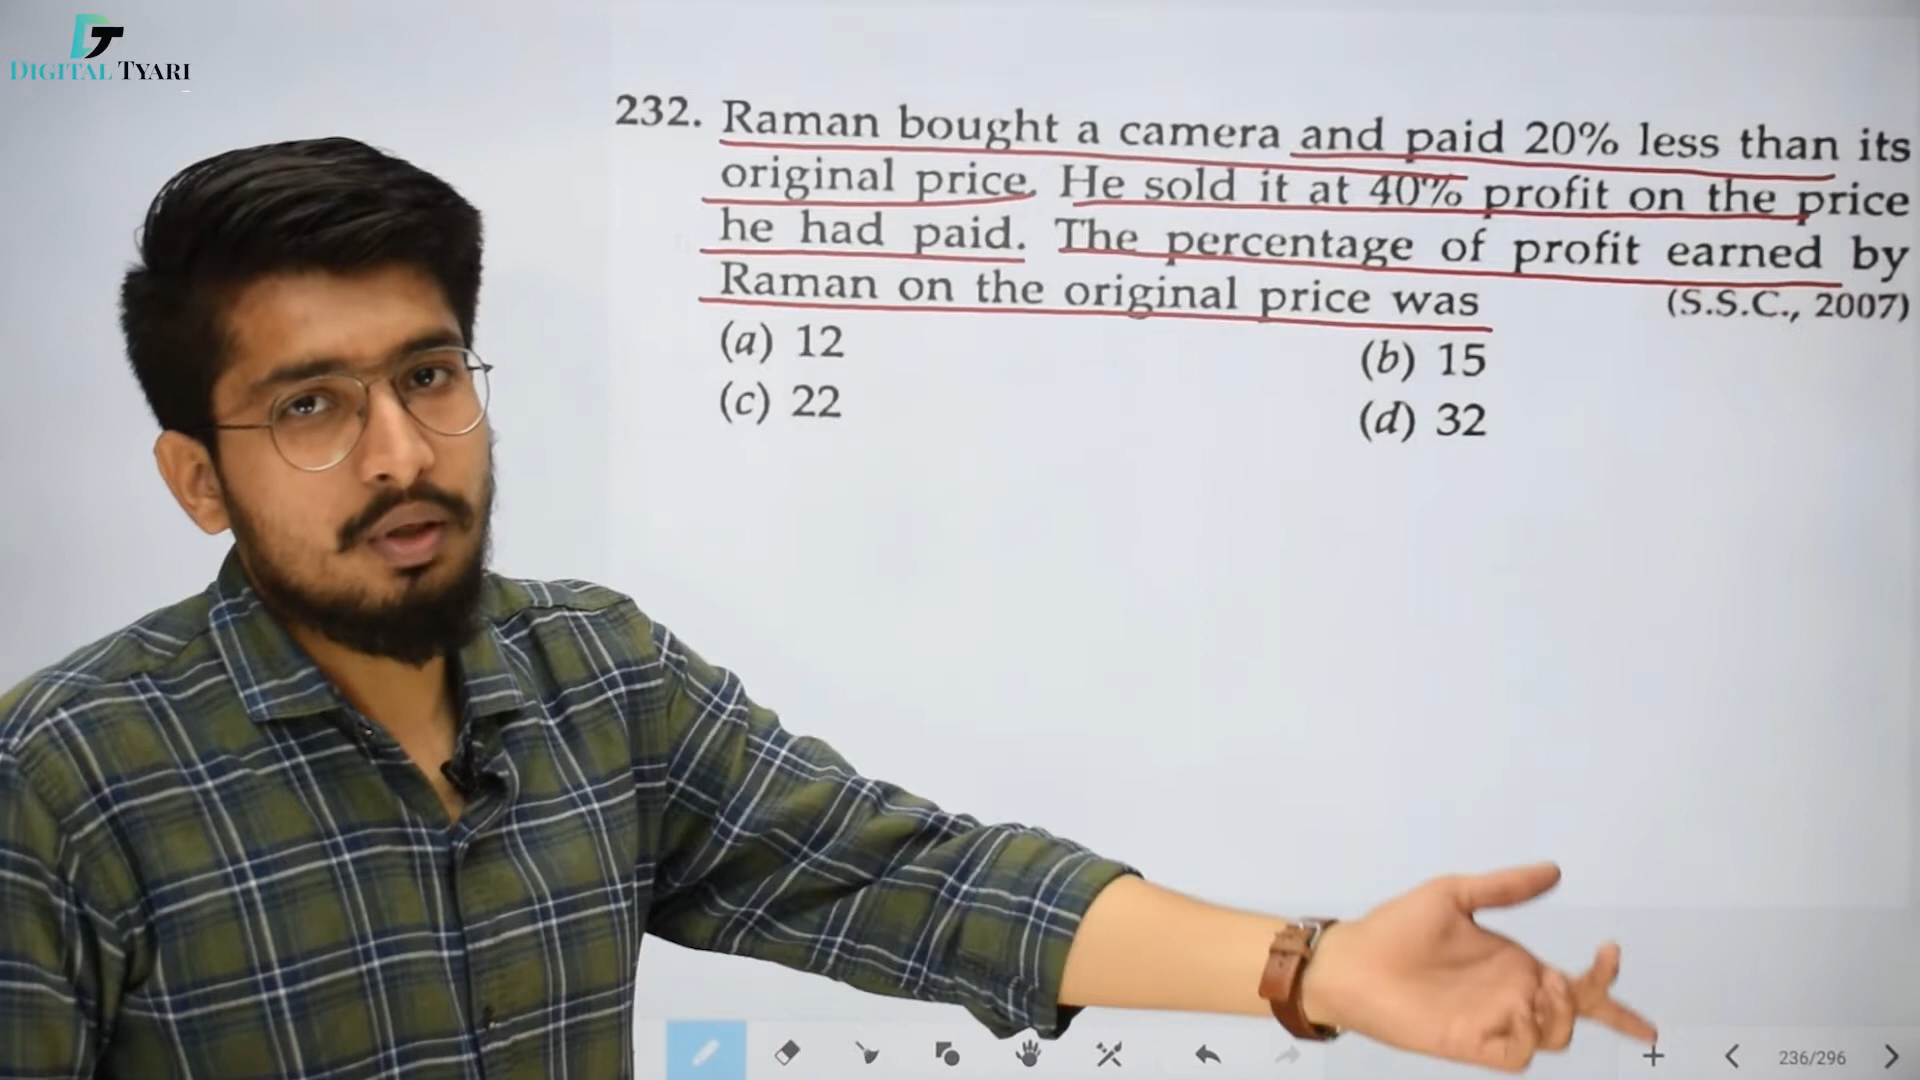 DIGITAL TYARI
232. Raman bought a camera and paid 20% less than its
original price. He sold it at 40% profit on the price
he had paid. The percentage of profit earned by
Raman on the original price was
(S.S.C., 2007)
(a) 12 (b) 15
(c) 22 (d) 32
236/296